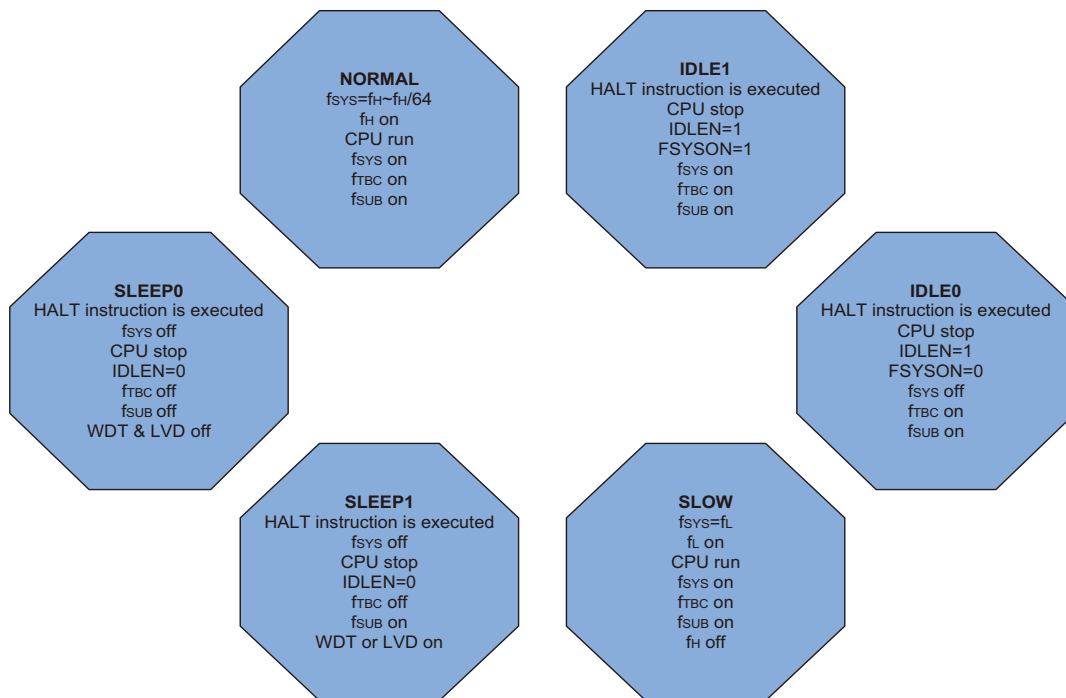 NORMAL
fSYS=fH~fH/64
fH on
CPU run
fSYS on
fTBC on
fSUB on
IDLE1
HALT instruction is executed
CPU stop
IDLEN=1
FSYSON=1
fSYS on
fTBC on
fSUB on
SLEEP0
HALT instruction is executed
fSYS off
CPU stop
IDLEN=0
fTBC off
fSUB off
WDT & LVD off
IDLE0
HALT instruction is executed
CPU stop
IDLEN=1
FSYSON=0
fSYS off
fTBC on
fSUB on
SLEEP1
HALT instruction is executed
fSYS off
CPU stop
IDLEN=0
fTBC off
fSUB on
WDT or LVD on
SLOW
fSYS=fL
fL on
CPU run
fSYS on
fTBC on
fSUB on
fH off